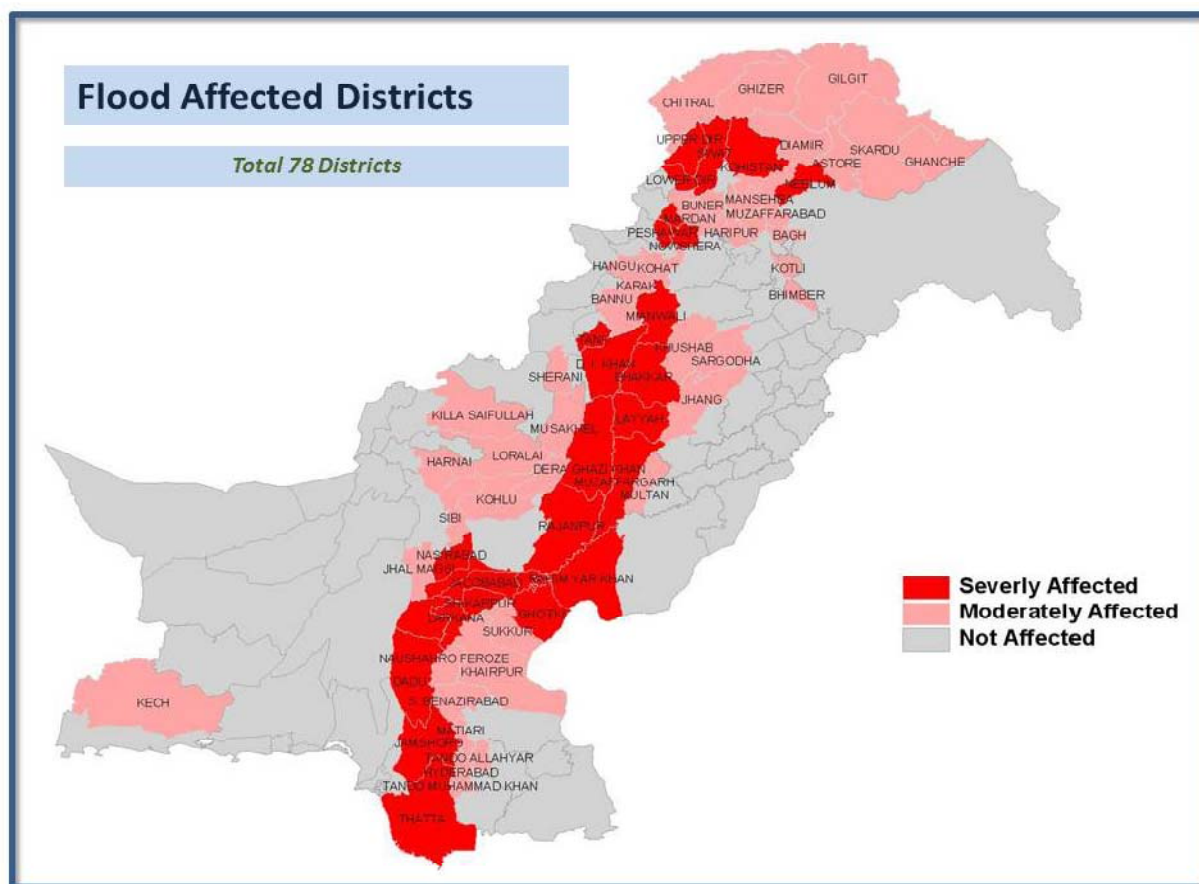 Flood Affected Districts
Total 78 Districts
GILGIT
GHIZER
CHITRAL
UPPER DIR
SWAT
KOHISTAN
DIAMIR
SKARDU
ASTORE
GHANCHE
LOWER DIR
NEELUM
BUNER
MANSEHRA
MARDAN
MUZAFFARABAD
PESHAWAR
HARIPUR
BAGH
NOWSHERA
HANGU
KOHAT
KOTLI
KARAK
BANNU
BHIMBER
MIANWALI
TANK
KHUSHAB
D. I. KHAN
SARGODHA
SHERANI
BHAKKAR
JHANG
KILLA SAIFULLAH
LAYYAH
MUSAKHEL
HARNAI
LORALAI
DERA GHAZI KHAN
MUZAFFARGARH
KOHLU
MULTAN
SIBI
RAJANPUR
NASIRABAD
JHAL MAGSI
JACOBABAD
RAHIM YAR KHAN
SHIKARPUR
GHOTKI
LARKANA
SUKKUR
NAUSHAHRO FEROZE
KHAIRPUR
DADU
S. BENAZIRABAD
KECH
MATIARI
JAMSHORO
TANDO ALLAHYAR
HYDERABAD
TANDO MUHAMMAD KHAN
THATTA
Severly Affected
Moderately Affected
Not Affected